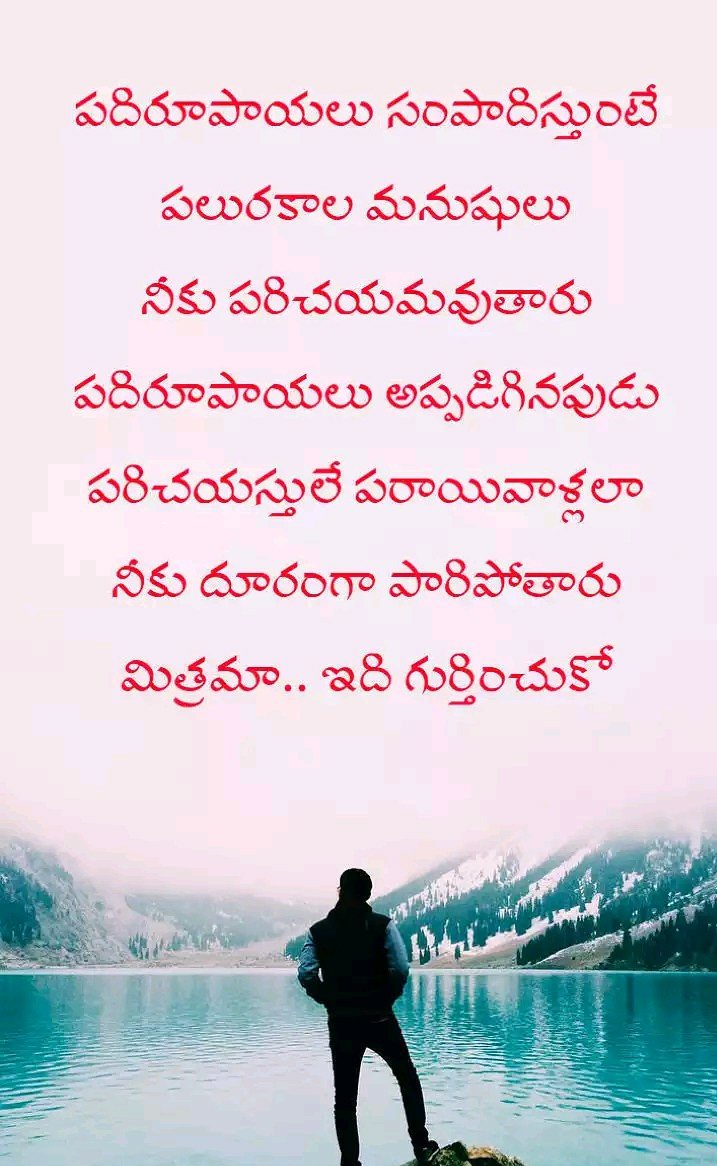 పదిరూపాయలు సంపాదిస్తుంటే
పలురకాల మనుషులు
నీకు పరిచయమవుతారు
పదిరూపాయలు అప్పడిగినపుడు
పరిచయస్తులే పరాయివాళ్లలా
నీకు దూరంగా పారిపోతారు
మిత్రమా.. ఇది గుర్తించుకో